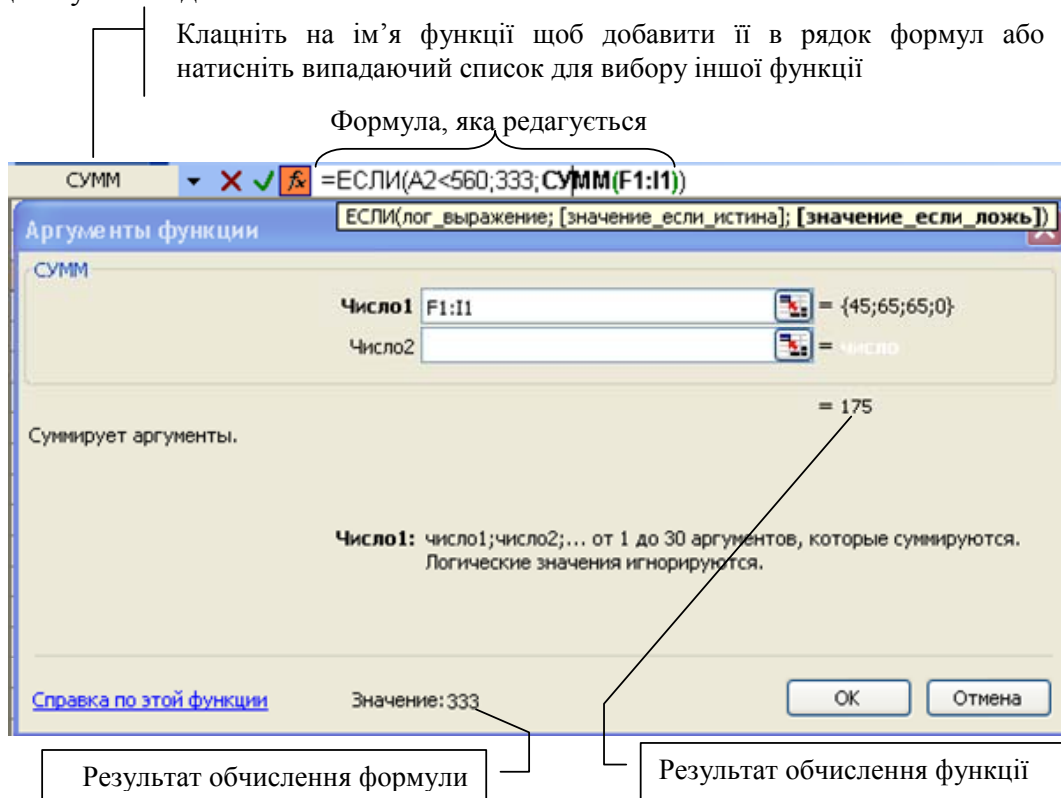 Клацніть на ім’я функції щоб добавити її в рядок формул або
натисніть випадаючий список для вибору іншої функції
Формула, яка редагується
СУММ
fx =ЕСЛИ(A2<560;333;СУММ(F1:I1))
ЕСЛИ(лог_выражение; [значение_если_истина]; [значение_если_ложь])
Аргументы функции
СУММ
Число1 F1:I1 = {45;65;65;0}
Число2 = число
= 175
Суммирует аргументы.
Число1: число1;число2;... от 1 до 30 аргументов, которые суммируются.
Логические значения игнорируются.
Справка по этой функции Значение:333 ОК Отмена
Результат обчислення формули Результат обчислення функції